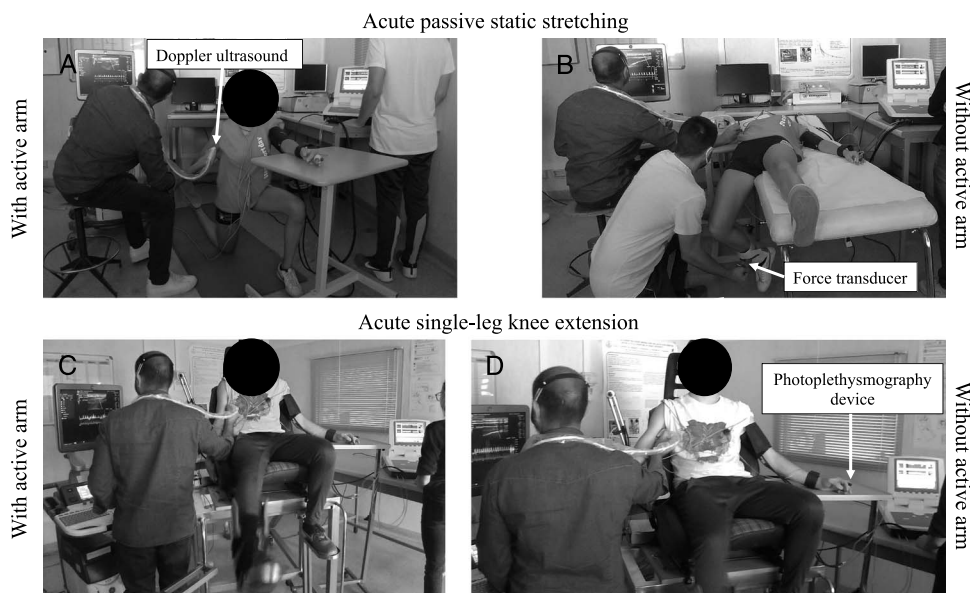 Acute passive static stretching
A
Doppler ultrasound
B
With active arm
Without active arm
Force transducer
Acute single-leg knee extension
C
D
Photoplethysmography
device
With active arm
Without active arm